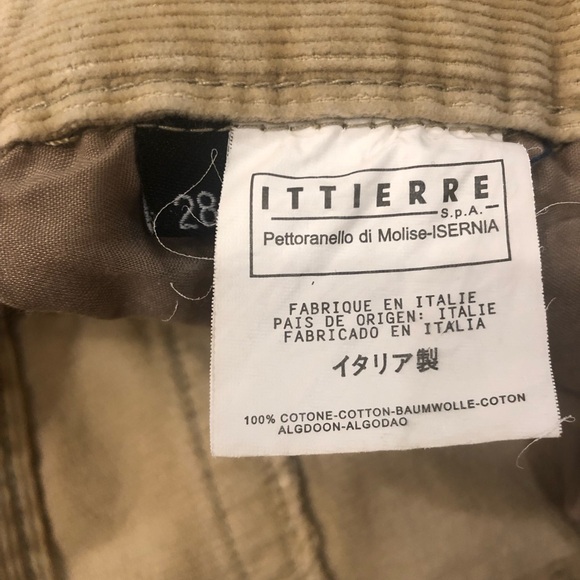 28
ITTIERRE
S.p.A.
Pettoranello di Molise-ISERNIA
FABRIQUE EN ITALIE
PAIS DE ORIGEN: ITALIE
FABRICADO EN ITALIA
イタリア製
100% COTONE-COTTON-BAUMWOLLE-COTON
ALGDOON-ALGODAO